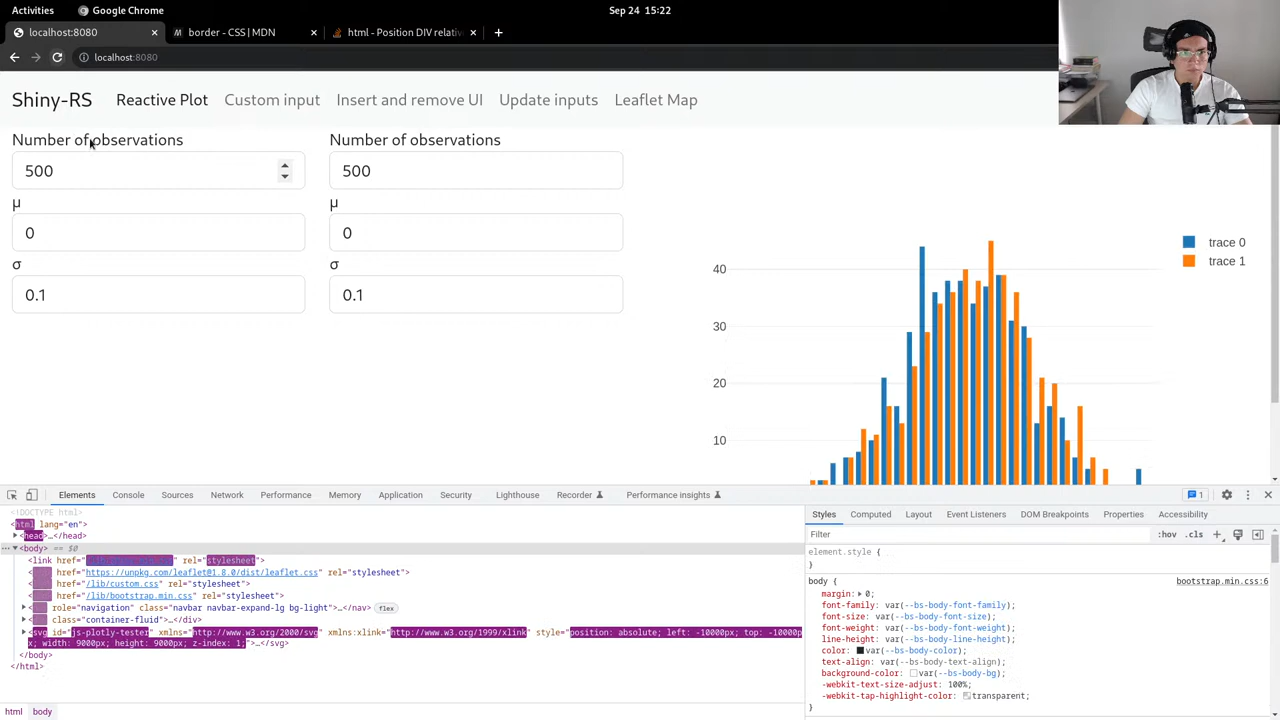 Activities
Google Chrome
Sep 24 15:22
localhost:8080
border - CSS | MDN
html - Position DIV relativ
localhost:8080
Shiny-RS
Reactive Plot
Custom input
Insert and remove UI
Update inputs
Leaflet Map
Number of observations
Number of observations
500
500
μ
μ
0
0
σ
σ
0.1
0.1
trace 0
trace 1
40
30
20
10
Elements
Console
Sources
Network
Performance
Memory
Application
Security
Lighthouse
Recorder
Performance insights
1
<!DOCTYPE html>
<html lang="en">
<head>…</head>
<body> == $0
rel="stylesheet">
<link href="
https://unpkg.com/leaflet@1.8.0/dist/leaflet.css" rel="stylesheet">
/lib/custom.css" rel="stylesheet">
/lib/bootstrap.min.css" rel="stylesheet">
role="navigation" class="navbar navbar-expand-lg bg-light">…</nav> flex
class="container-fluid">…</div>
<svg id="js-plotly-tester" xmlns="http://www.w3.org/2000/svg" xmlns:xlink="http://www.w3.org/1999/xlink" style="position: absolute; left: -10000px; top: -10000p
x; width: 9000px; height: 9000px; z-index: 1;">…</svg>
</body>
</html>
html
body
Styles
Computed
Layout
Event Listeners
DOM Breakpoints
Properties
Accessibility
Filter
:hov
.cls
element.style {
}
body {
bootstrap.min.css:6
margin: 0;
font-family: var(--bs-body-font-family);
font-size: var(--bs-body-font-size);
font-weight: var(--bs-body-font-weight);
line-height: var(--bs-body-line-height);
color: var(--bs-body-color);
text-align: var(--bs-body-text-align);
background-color: var(--bs-body-bg);
-webkit-text-size-adjust: 100%;
-webkit-tap-highlight-color: transparent;
}